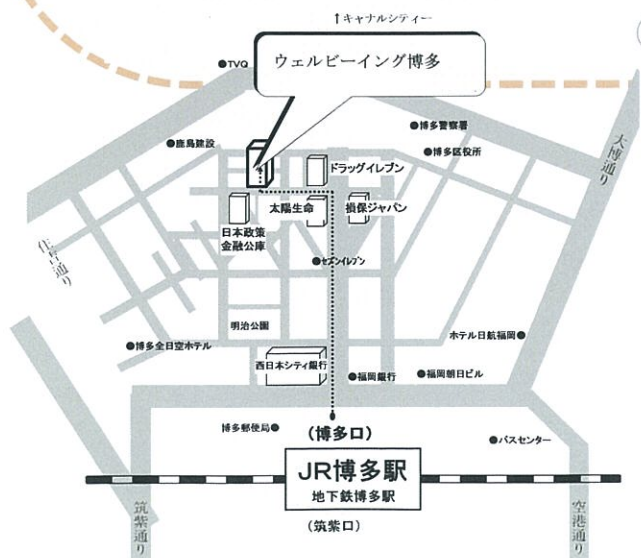 ↑キャナルシティー
●TVQ
ウェルビーイング博多
●鹿島建設
●博多警察署
●博多区役所
大博通り
ドラッグイレブン
太陽生命
損保ジャパン
日本政策
金融公庫
住吉通り
●セブンイレブン
明治公園
●博多全日空ホテル
ホテル日航福岡●
西日本シティ銀行
●福岡銀行
●福岡朝日ビル
博多郵便局●
(博多口)
●バスセンター
JR博多駅
地下鉄博多駅
(筑紫口)
筑紫通り
空港通り